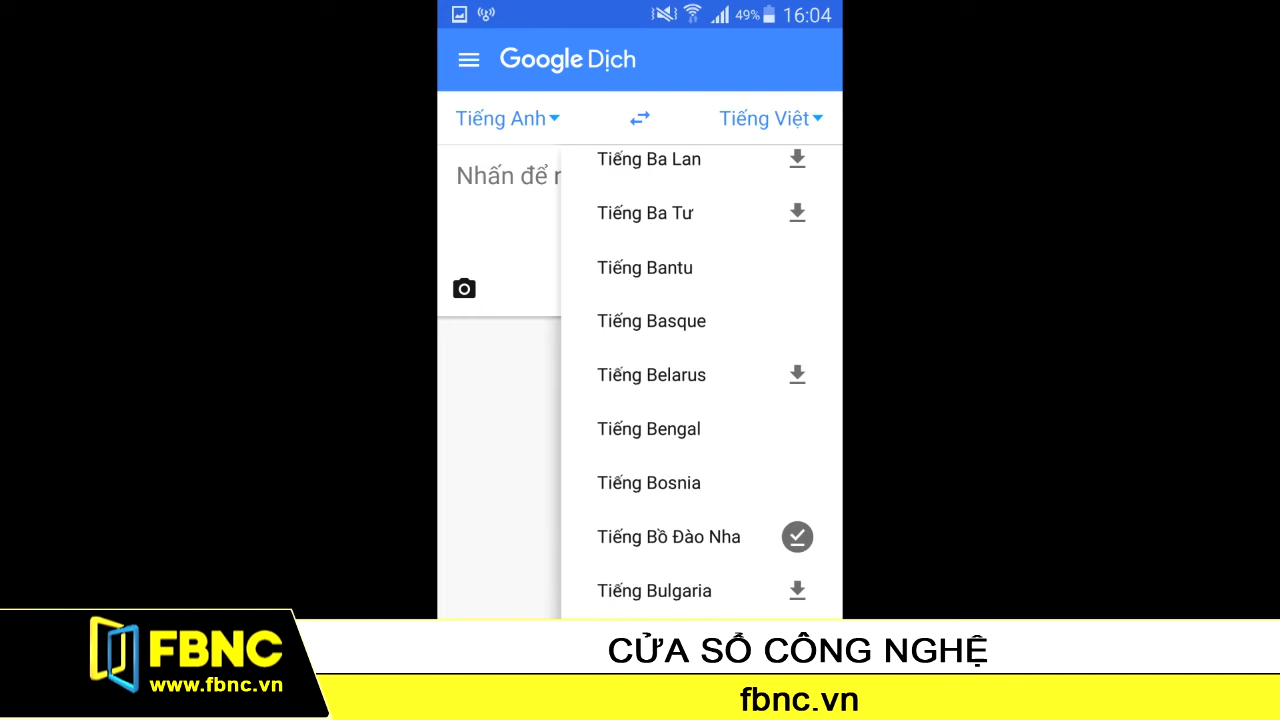 49% 16:04
Google Dịch
Tiếng Anh Tiếng Việt
Nhấn để
Tiếng Ba Lan
Tiếng Ba Tư
Tiếng Bantu
Tiếng Basque
Tiếng Belarus
Tiếng Bengal
Tiếng Bosnia
Tiếng Bồ Đào Nha
Tiếng Bulgaria
FBNC
www.fbnc.vn
CỬA SỔ CÔNG NGHỆ
fbnc.vn